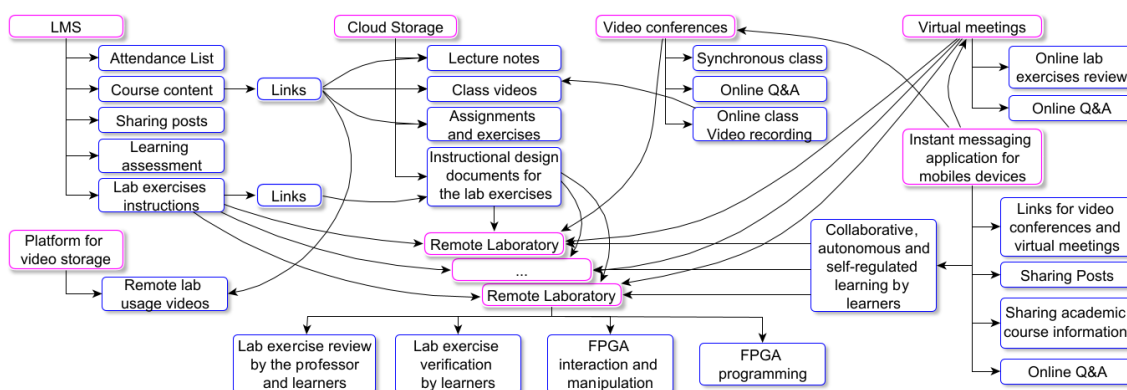 LMS
Attendance List
Course content
Sharing posts
Learning
assessment
Lab exercises
instructions
Links
Links
Platform for
video storage
Remote lab
usage videos
Cloud Storage
Lecture notes
Class videos
Assignments
and exercises
Instructional design
documents for
the lab exercises
Remote Laboratory
...
Remote Laboratory
Lab exercise review
by the professor
and learners
Lab exercise
verification
by learners
FPGA
interaction and
manipulation
FPGA
programming
Video conferences
Synchronous class
Online Q&A
Online class
Video recording
Virtual meetings
Online lab
exercises review
Online Q&A
Instant messaging
application for
mobiles devices
Collaborative,
autonomous and
self-regulated
learning by
learners
Links for video
conferences and
virtual meetings
Sharing Posts
Sharing academic
course information
Online Q&A